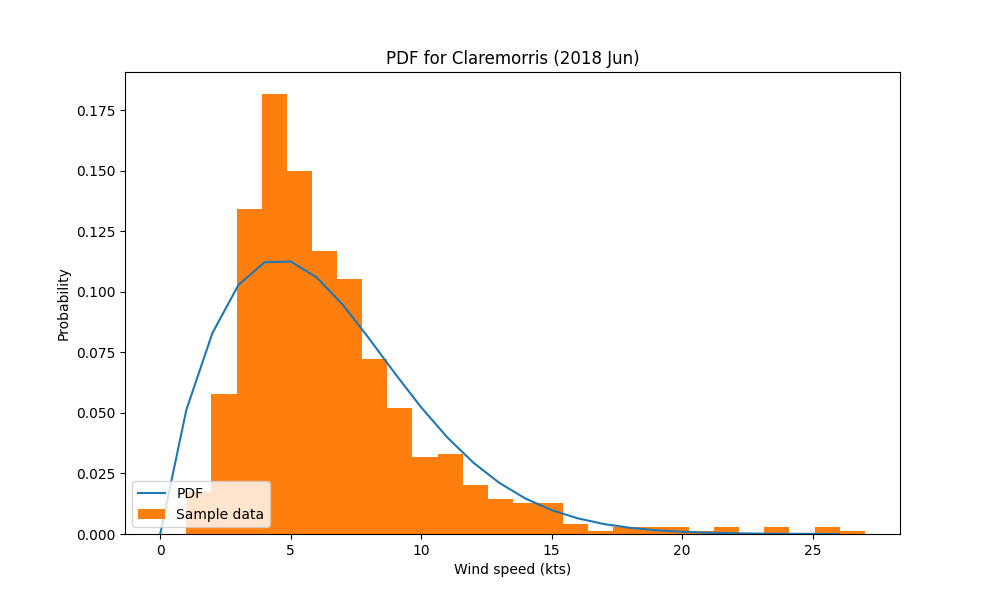 PDF for Claremorris (2018 Jun)
0.175
0.150
0.125
0.100
0.075
0.050
0.025
0.000
Probability
PDF
Sample data
0 5 10 15 20 25
Wind speed (kts)